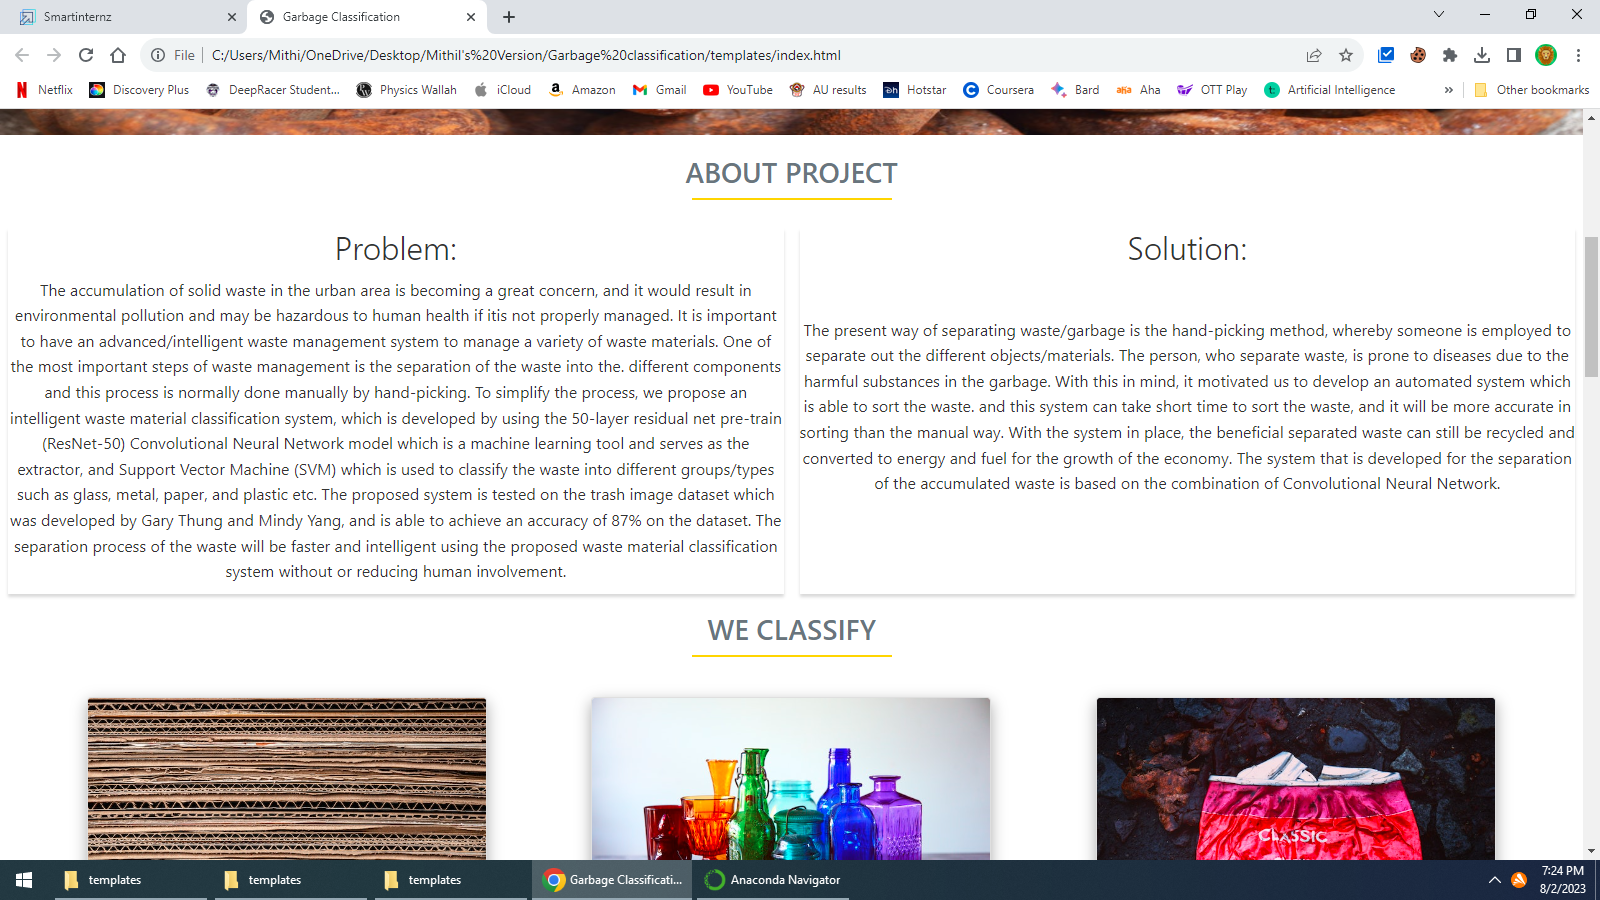 Smartinternz
Garbage Classification
File
C:/Users/Mithi/OneDrive/Desktop/Mithil's%20Version/Garbage%20classification/templates/index.html
Netflix
Discovery Plus
DeepRacer Student...
Physics Wallah
iCloud
Amazon
Gmail
YouTube
AU results
Hotstar
Coursera
Bard
aha Aha
OTT Play
Artificial Intelligence
»
Other bookmarks
ABOUT PROJECT
Problem:
The accumulation of solid waste in the urban area is becoming a great concern, and it would result in
environmental pollution and may be hazardous to human health if itis not properly managed. It is important
to have an advanced/intelligent waste management system to manage a variety of waste materials. One of
the most important steps of waste management is the separation of the waste into the. different components
and this process is normally done manually by hand-picking. To simplify the process, we propose an
intelligent waste material classification system, which is developed by using the 50-layer residual net pre-train
(ResNet-50) Convolutional Neural Network model which is a machine learning tool and serves as the
extractor, and Support Vector Machine (SVM) which is used to classify the waste into different groups/types
such as glass, metal, paper, and plastic etc. The proposed system is tested on the trash image dataset which
was developed by Gary Thung and Mindy Yang, and is able to achieve an accuracy of 87% on the dataset. The
separation process of the waste will be faster and intelligent using the proposed waste material classification
system without or reducing human involvement.
Solution:
The present way of separating waste/garbage is the hand-picking method, whereby someone is employed to
separate out the different objects/materials. The person, who separate waste, is prone to diseases due to the
harmful substances in the garbage. With this in mind, it motivated us to develop an automated system which
is able to sort the waste. and this system can take short time to sort the waste, and it will be more accurate in
sorting than the manual way. With the system in place, the beneficial separated waste can still be recycled and
converted to energy and fuel for the growth of the economy. The system that is developed for the separation
of the accumulated waste is based on the combination of Convolutional Neural Network.
WE CLASSIFY
CLASSIC
templates
templates
templates
Garbage Classificati...
Anaconda Navigator
7:24 PM
8/2/2023